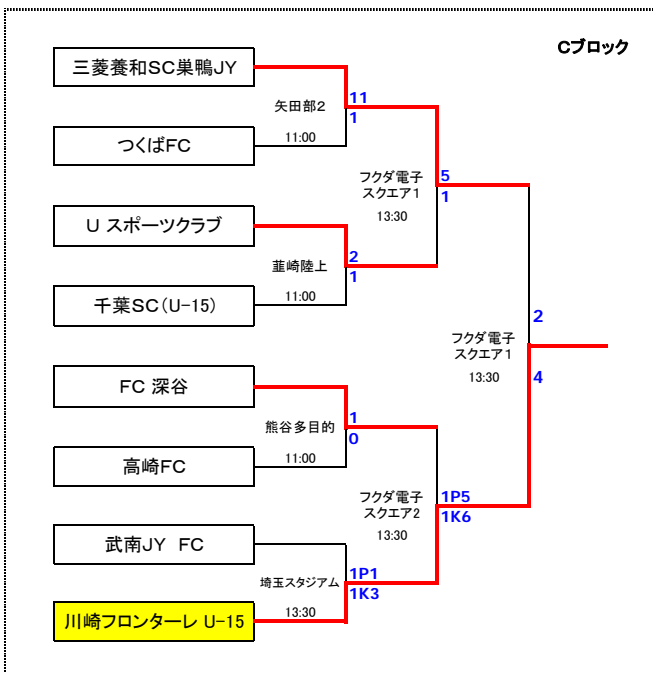 Cブロック
三菱養和SC巣鴨JY
矢田部2
11
1
11:00
つくばFC
フクダ電子
スクエア1
13:30
5
1
U スポーツクラブ
韮崎陸上
2
1
11:00
千葉SC(U-15)
フクダ電子
スクエア1
13:30
2
4
FC 深谷
熊谷多目的
1
0
11:00
高崎FC
フクダ電子
スクエア2
13:30
1P5
1K6
武南JY FC
埼玉スタジアム
1P1
1K3
13:30
川崎フロンターレ U-15